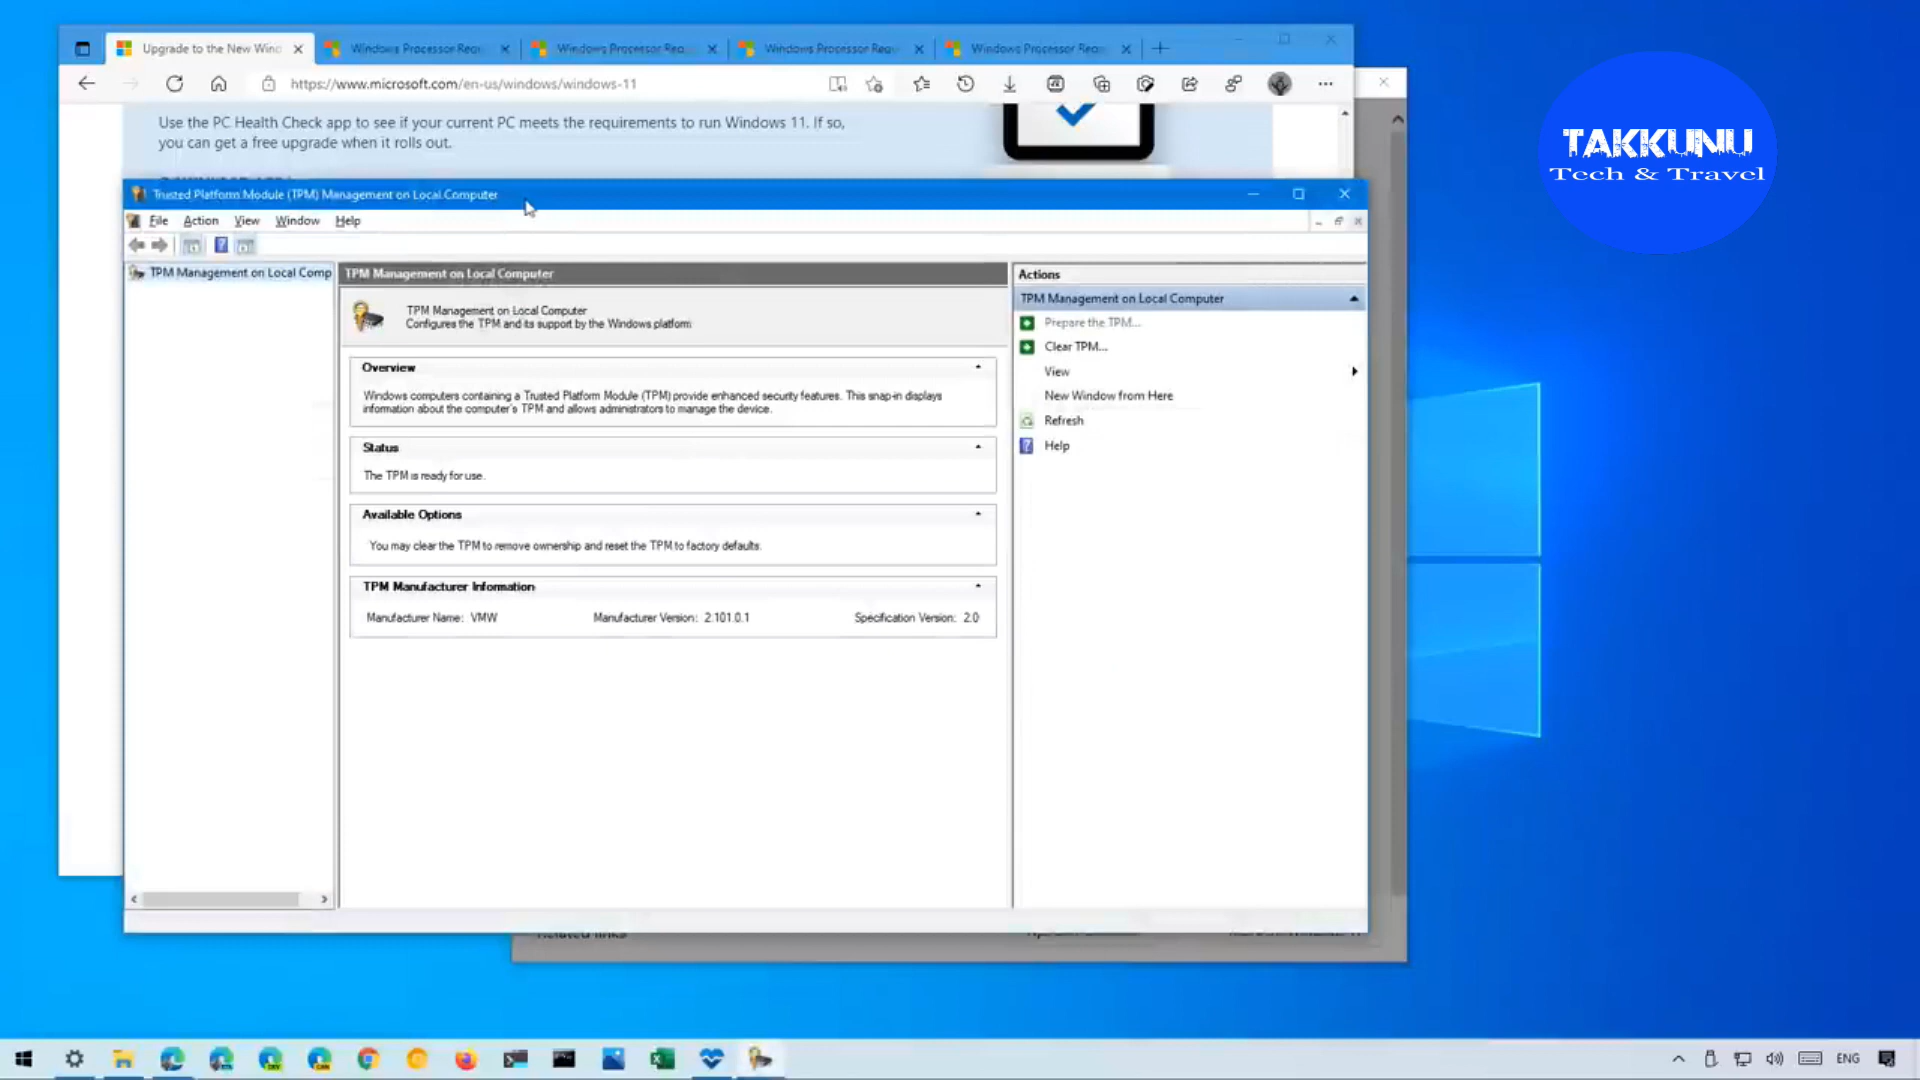 Upgrade to the New Wind
Windows Processor Requ
Windows Processor Requ
Windows Processor Requ
Windows Processor Requ
https://www.microsoft.com/en-us/windows/windows-11
Use the PC Health Check app to see if your current PC meets the requirements to run Windows 11. If so,
you can get a free upgrade when it rolls out.
TAKKUNU
Tech & Travel
Trusted Platform Module (TPM) Management on Local Computer
File Action View Window Help
TPM Management on Local Comp
TPM Management on Local Computer
TPM Management on Local Computer
Configures the TPM and its support by the Windows platform
Overview
Windows computers containing a Trusted Platform Module (TPM) provide enhanced security features. This snap-in displays
information about the computer's TPM and allows administrators to manage the device.
Status
The TPM is ready for use.
Available Options
You may clear the TPM to remove ownership and reset the TPM to factory defaults.
TPM Manufacturer Information
Manufacturer Name: VMW Manufacturer Version: 2.101.0.1 Specification Version: 2.0
Actions
TPM Management on Local Computer
Prepare the TPM...
Clear TPM...
View
New Window from Here
Refresh
Help
Related links
ENG